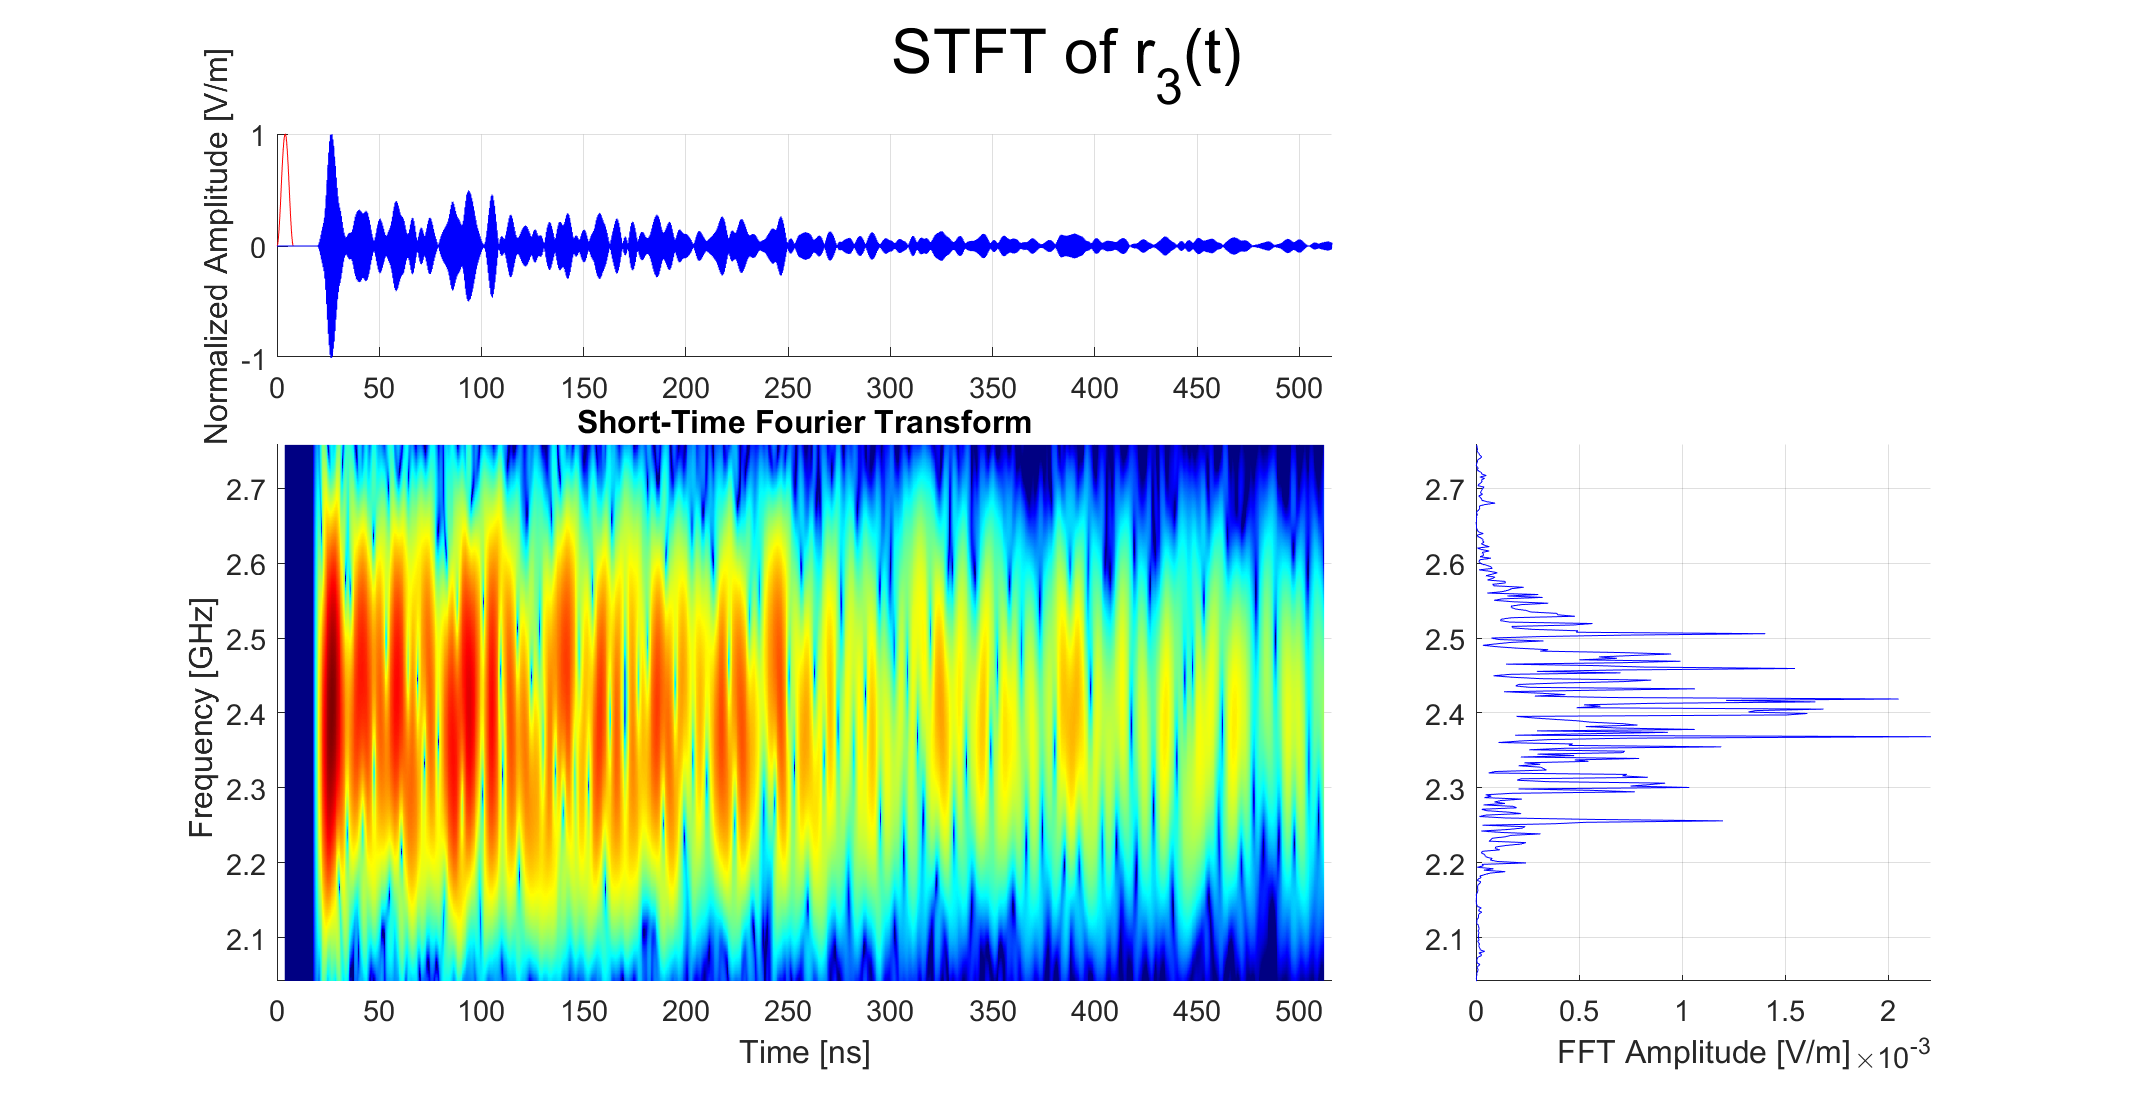 STFT of r3(t)
Normalized Amplitude [V/m]
1
0
-1
0 50 100 150 200 250 300 350 400 450 500
Short-Time Fourier Transform
Frequency [GHz]
2.7
2.6
2.5
2.4
2.3
2.2
2.1
0 50 100 150 200 250 300 350 400 450 500
Time [ns]
2.7
2.6
2.5
2.4
2.3
2.2
2.1
0 0.5 1 1.5 2
FFT Amplitude [V/m] ×10-3